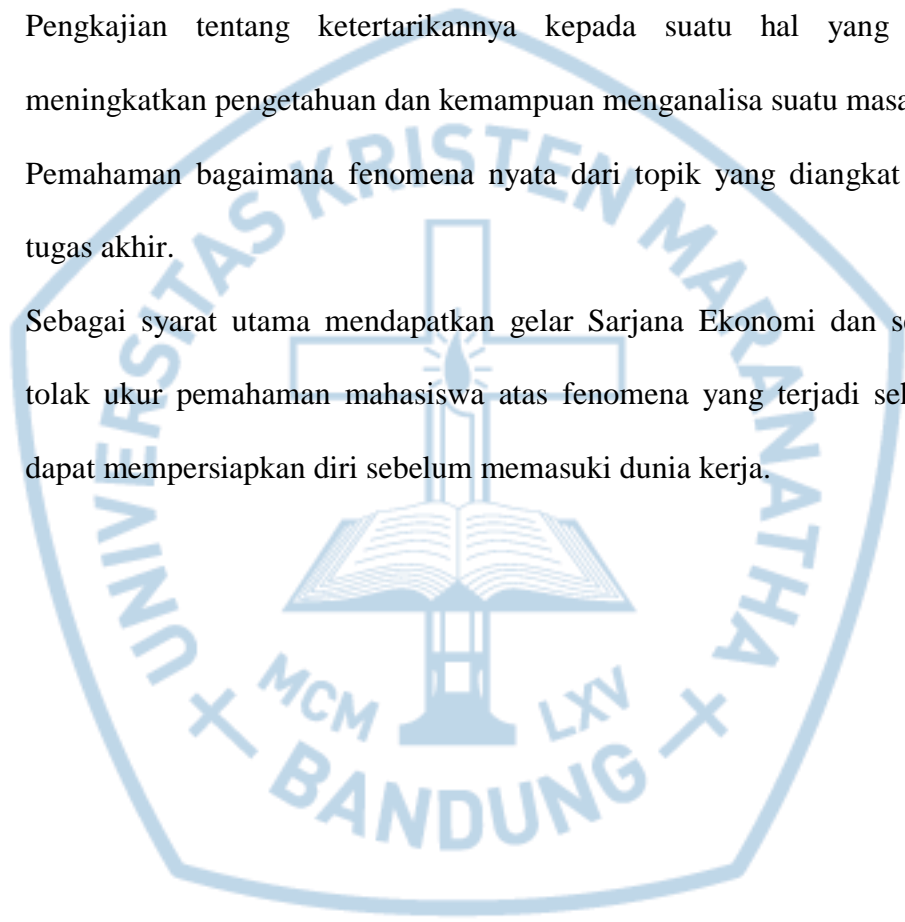 Pengkajian tentang ketertarikannya kepada suatu hal yang
meningkatkan pengetahuan dan kemampuan menganalisa suatu
Pemahaman bagaimana fenomena nyata dari topik yang diangkat
tugas akhir.
Sebagai syarat utama mendapatkan gelar Sarjana Ekonomi dan
tolak ukur pemahaman mahasiswa atas fenomena yang terjadi
dapat mempersiapkan diri sebelum memasuki dunia kerja.
UNIVERSITAS KRISTEN MARANATHA
MCM LXV
BANDUNG